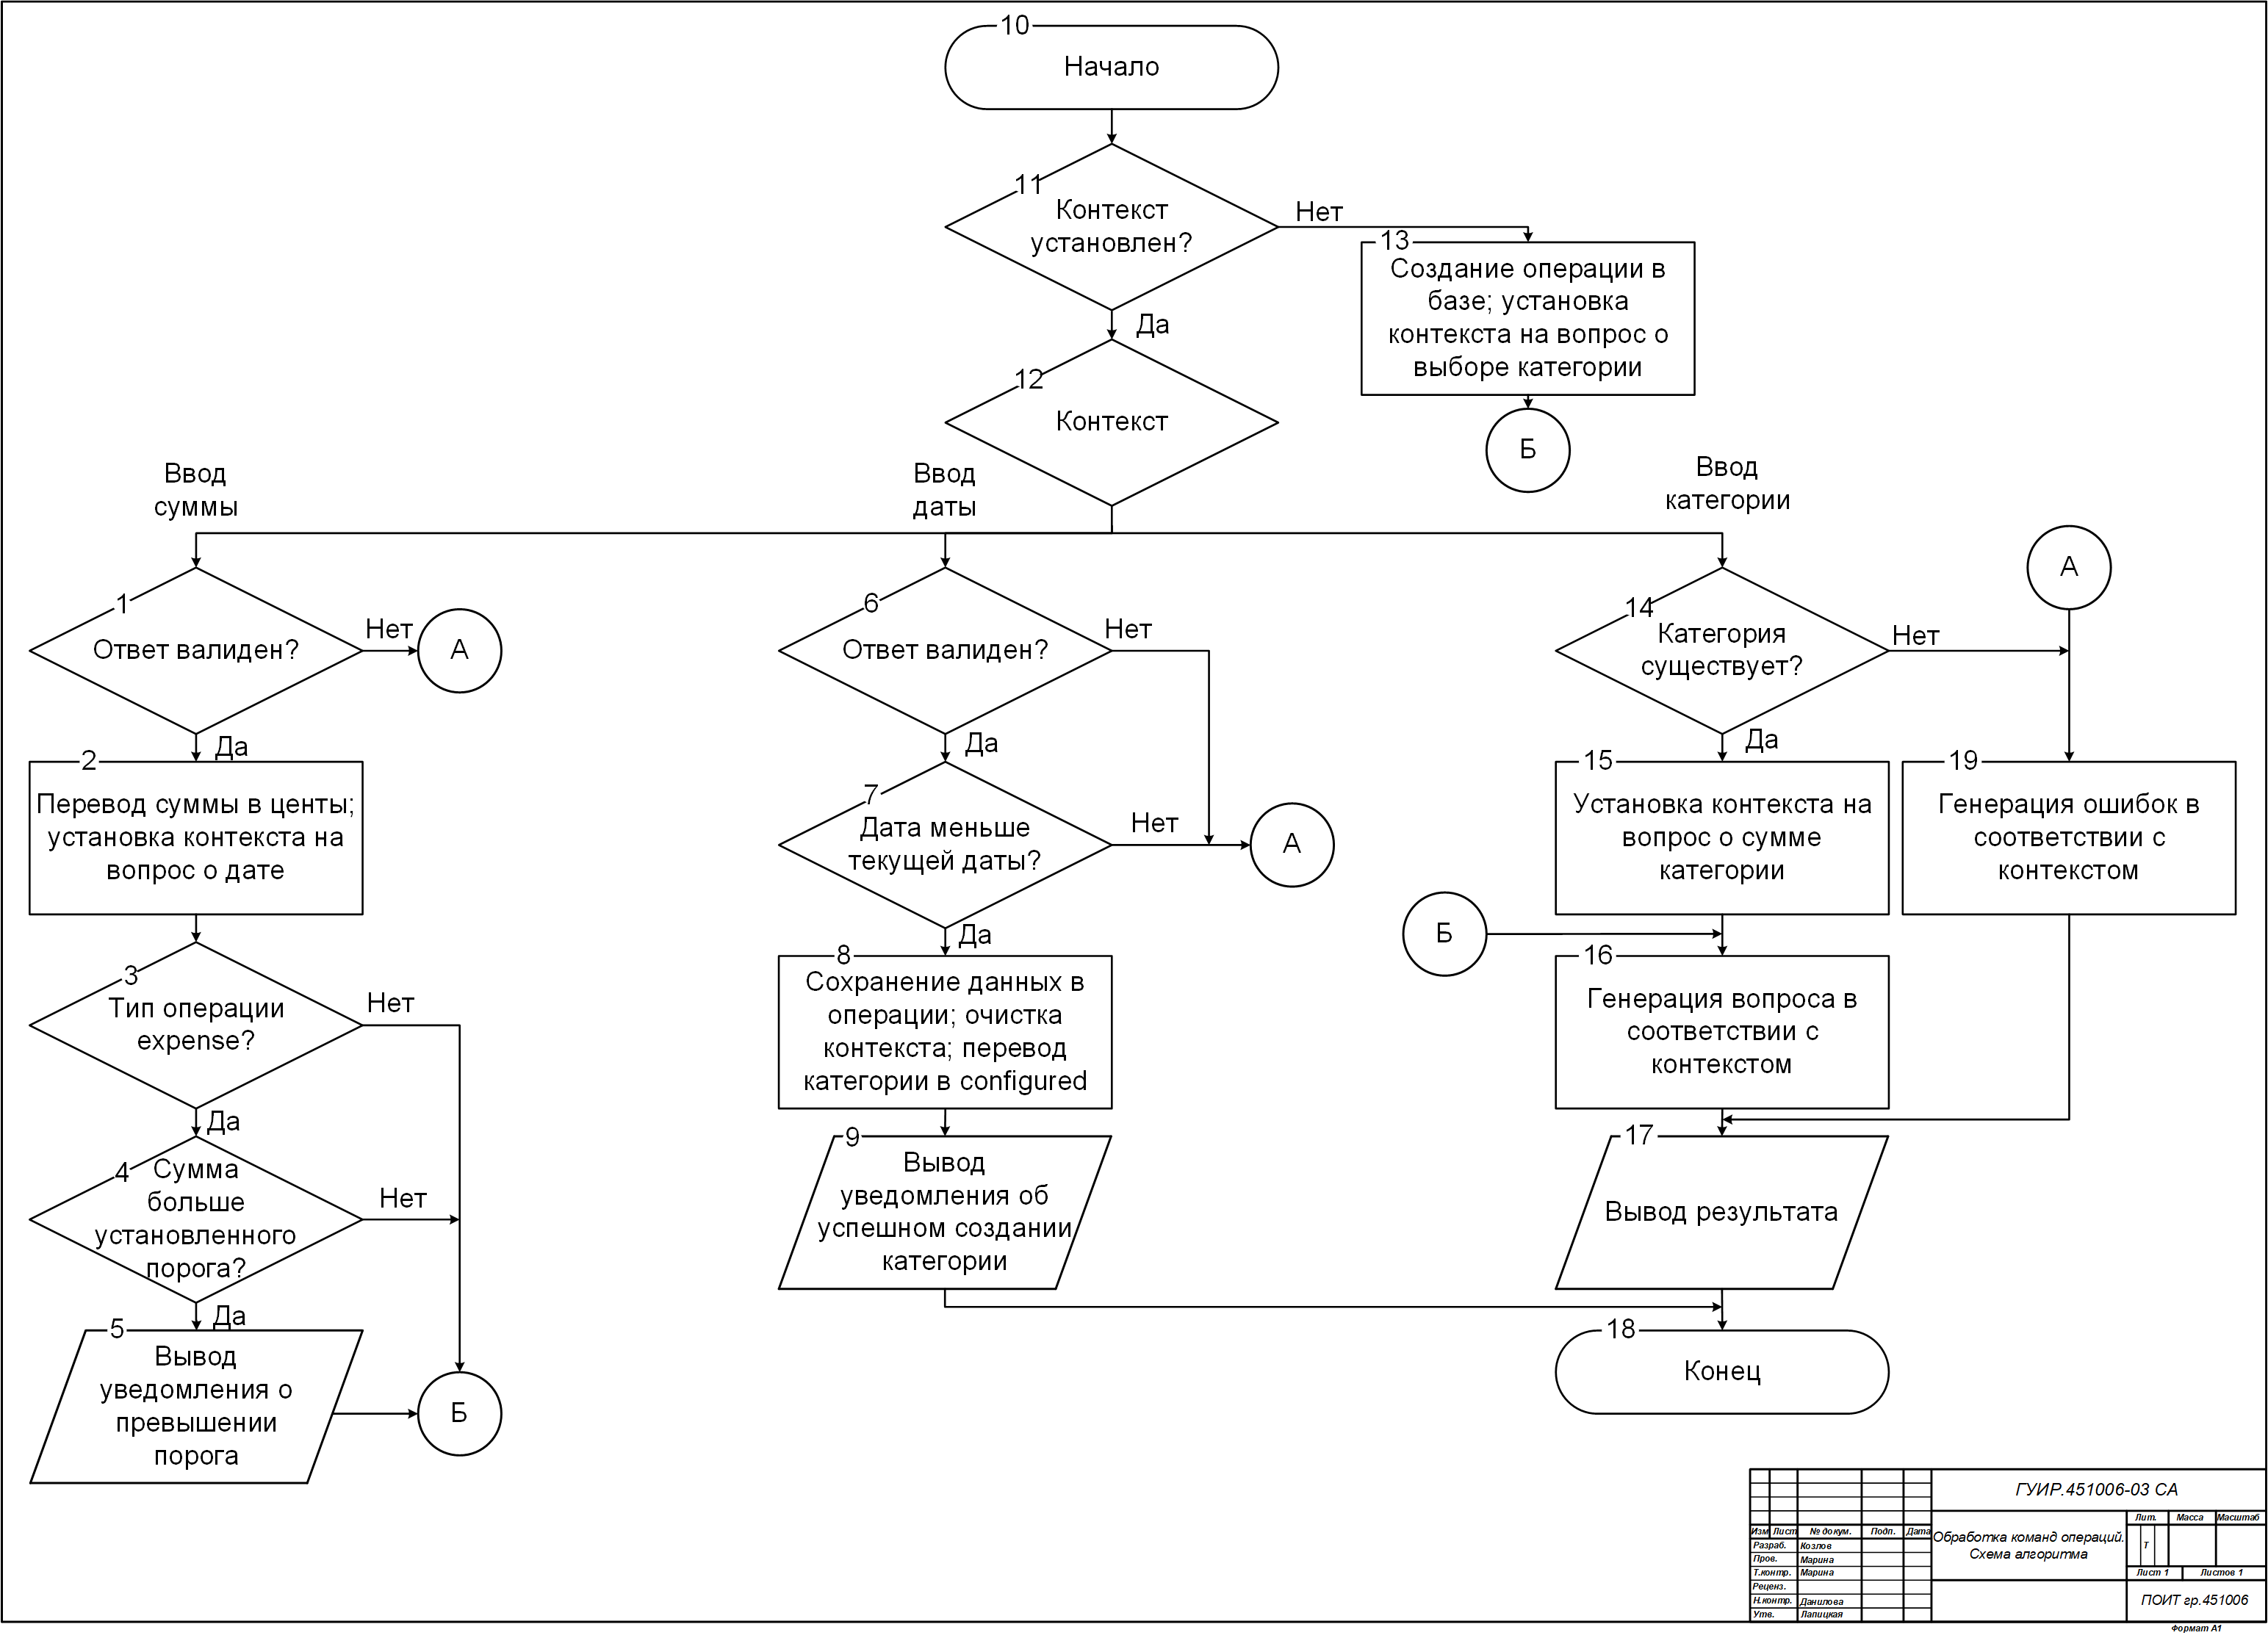 10
Начало
11
Контекст
установлен?
Нет
13
Создание операции в
базе; установка
контекста на вопрос о
выборе категории
Да
12
Контекст
Б
Ввод
суммы
Ввод
даты
Ввод
категории
А
1
Ответ валиден?
Нет
А
6
Ответ валиден?
Нет
14
Категория
существует?
Нет
Да
2
Перевод суммы в центы;
установка контекста на
вопрос о дате
Да
7
Дата меньше
текущей даты?
Нет
А
Да
15
Установка контекста на
вопрос о сумме
категории
19
Генерация ошибок в
соответствии с
контекстом
Б
3
Тип операции
expense?
Нет
Да
8
Сохранение данных в
операции; очистка
контекста; перевод
категории в configured
16
Генерация вопроса в
соответствии с
контекстом
Да
4
Сумма
больше
установленного
порога?
Нет
9
Вывод
уведомления об
успешном создании
категории
17
Вывод результата
Да
5
Вывод
уведомления о
превышении
порога
Б
18
Конец
ГУИР.451006-03 СА
Изм Лист № докум. Подп. Дата
Разраб. Козлов
Пров. Марина
Т.контр. Марина
Реценз.
Н.контр. Данилова
Утв. Лапицкая
Обработка команд операций.
Схема алгоритма
Лит. Масса Масштаб
Т
Лист 1 Листов 1
ПОИТ гр.451006
Формат А1